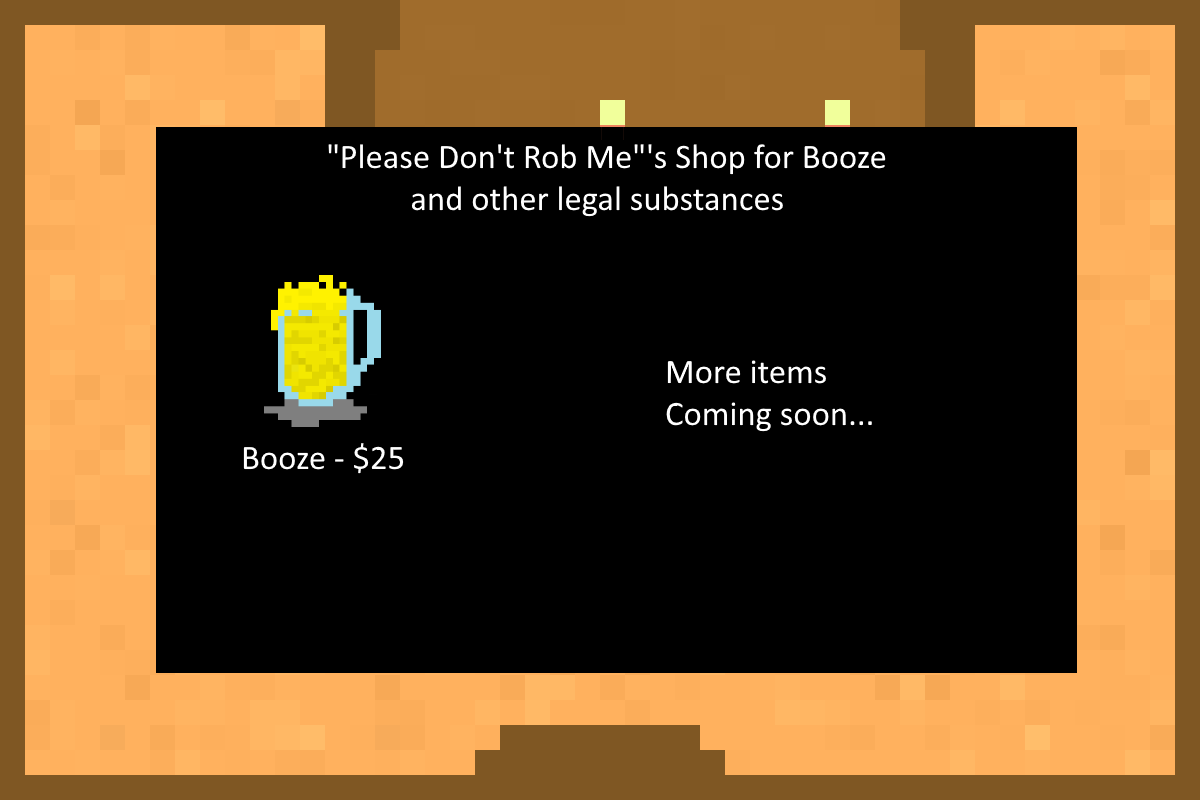 "Please Don't Rob Me"'s Shop for Booze
and other legal substances
More items
Coming soon...
Booze - $25